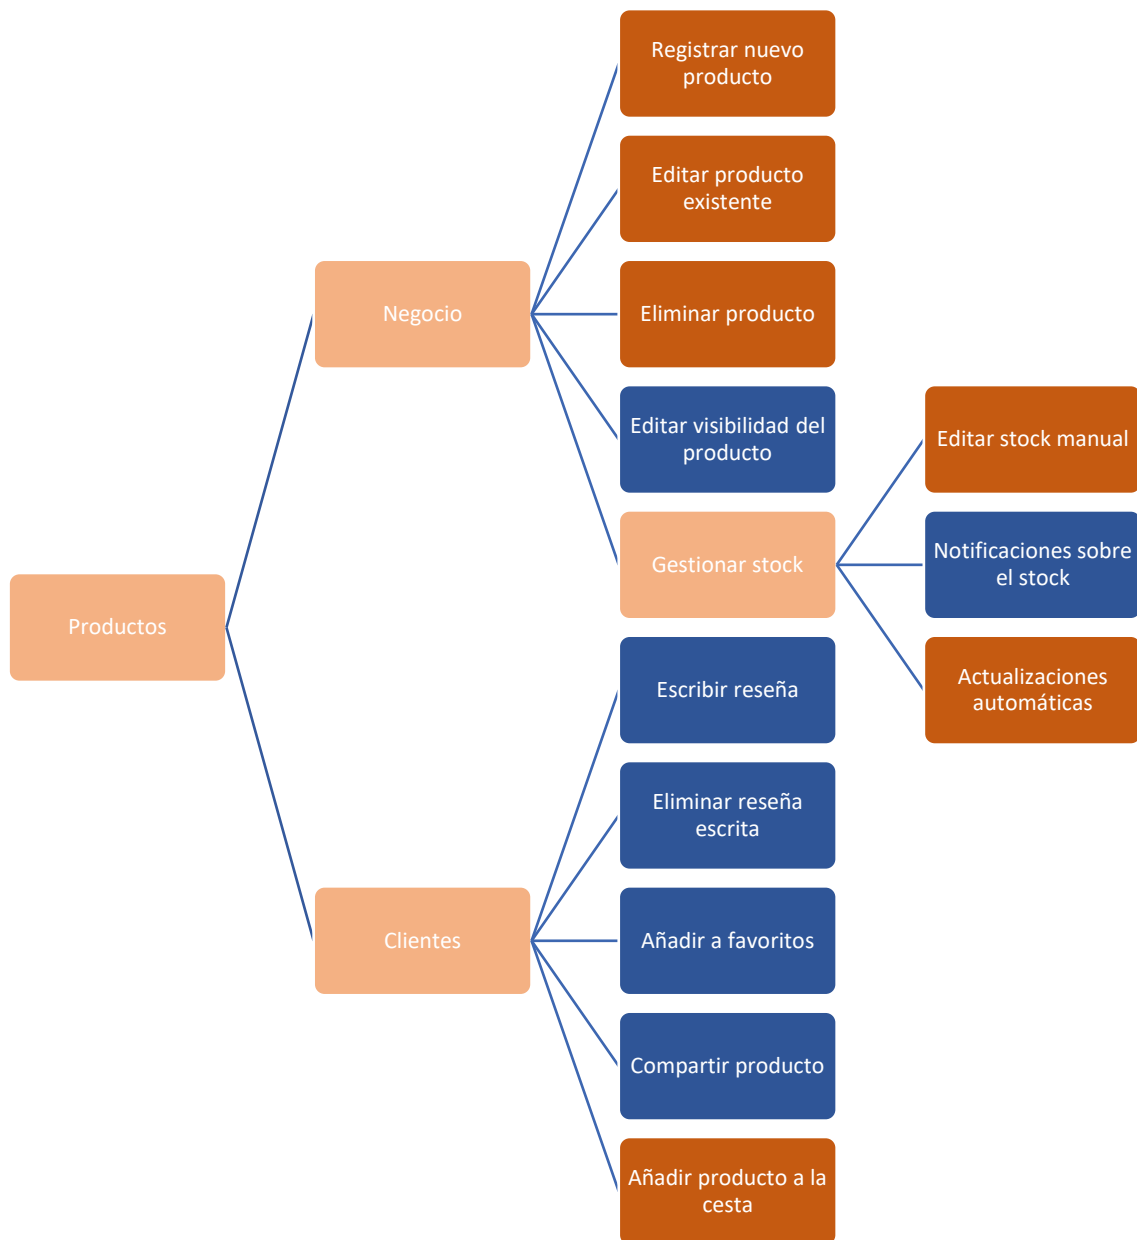 Registrar nuevo
producto
Editar producto
existente
Negocio
Eliminar producto
Editar visibilidad del
producto
Editar stock manual
Gestionar stock
Notificaciones sobre
el stock
Productos
Escribir reseña
Actualizaciones
automáticas
Eliminar reseña
escrita
Clientes
Añadir a favoritos
Compartir producto
Añadir producto a la
cesta